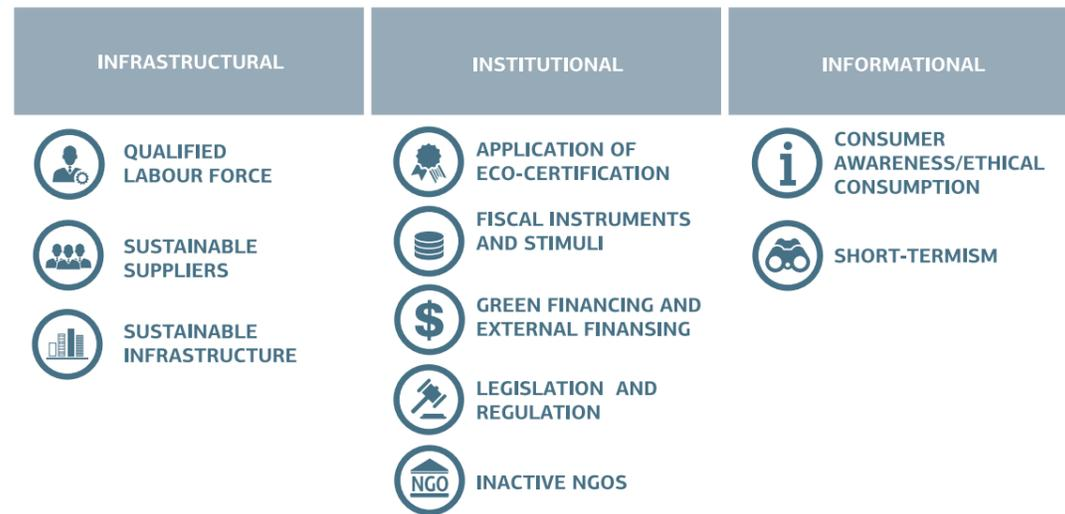 INFRASTRUCTURAL
QUALIFIED
LABOUR FORCE
SUSTAINABLE
SUPPLIERS
SUSTAINABLE
INFRASTRUCTURE
INSTITUTIONAL
APPLICATION OF
ECO-CERTIFICATION
FISCAL INSTRUMENTS
AND STIMULI
$
GREEN FINANCING AND
EXTERNAL FINANSING
LEGISLATION AND
REGULATION
NGO
INACTIVE NGOS
INFORMATIONAL
i
CONSUMER
AWARENESS/ETHICAL
CONSUMPTION
SHORT-TERMISM